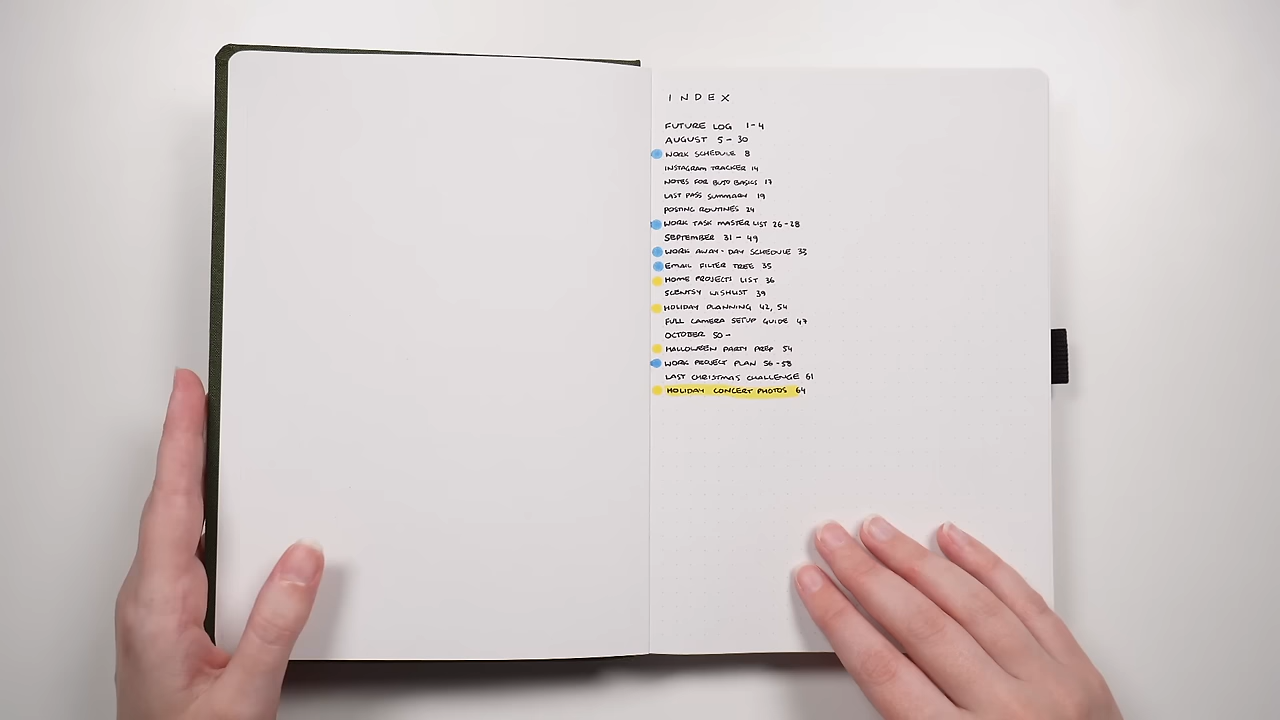 INDEX
FUTURE LOG 1-4
AUGUST 5-30
WORK SCHEDULE 8
INSTAGRAM TRACKER 14
NOTES FOR BUJO BASICS 17
LAST PASS SUMMARY 19
POSTING ROUTINES 24
WORK TASK MASTER LIST 26-28
SEPTEMBER 31-49
WORK AWAY-DAY SCHEDULE 33
EMAIL FILTER TREE 35
HOME PROJECTS LIST 36
SCENTSY WISHLIST 39
HOLIDAY PLANNING 42, 54
FULL CAMERA SETUP GUIDE 47
OCTOBER 50-
HALLOWEEN PARTY PREP 54
WORK PROJECT PLAN 56-58
LAST CHRISTMAS CHALLENGE 61
HOLIDAY CONCERT PHOTOS 64